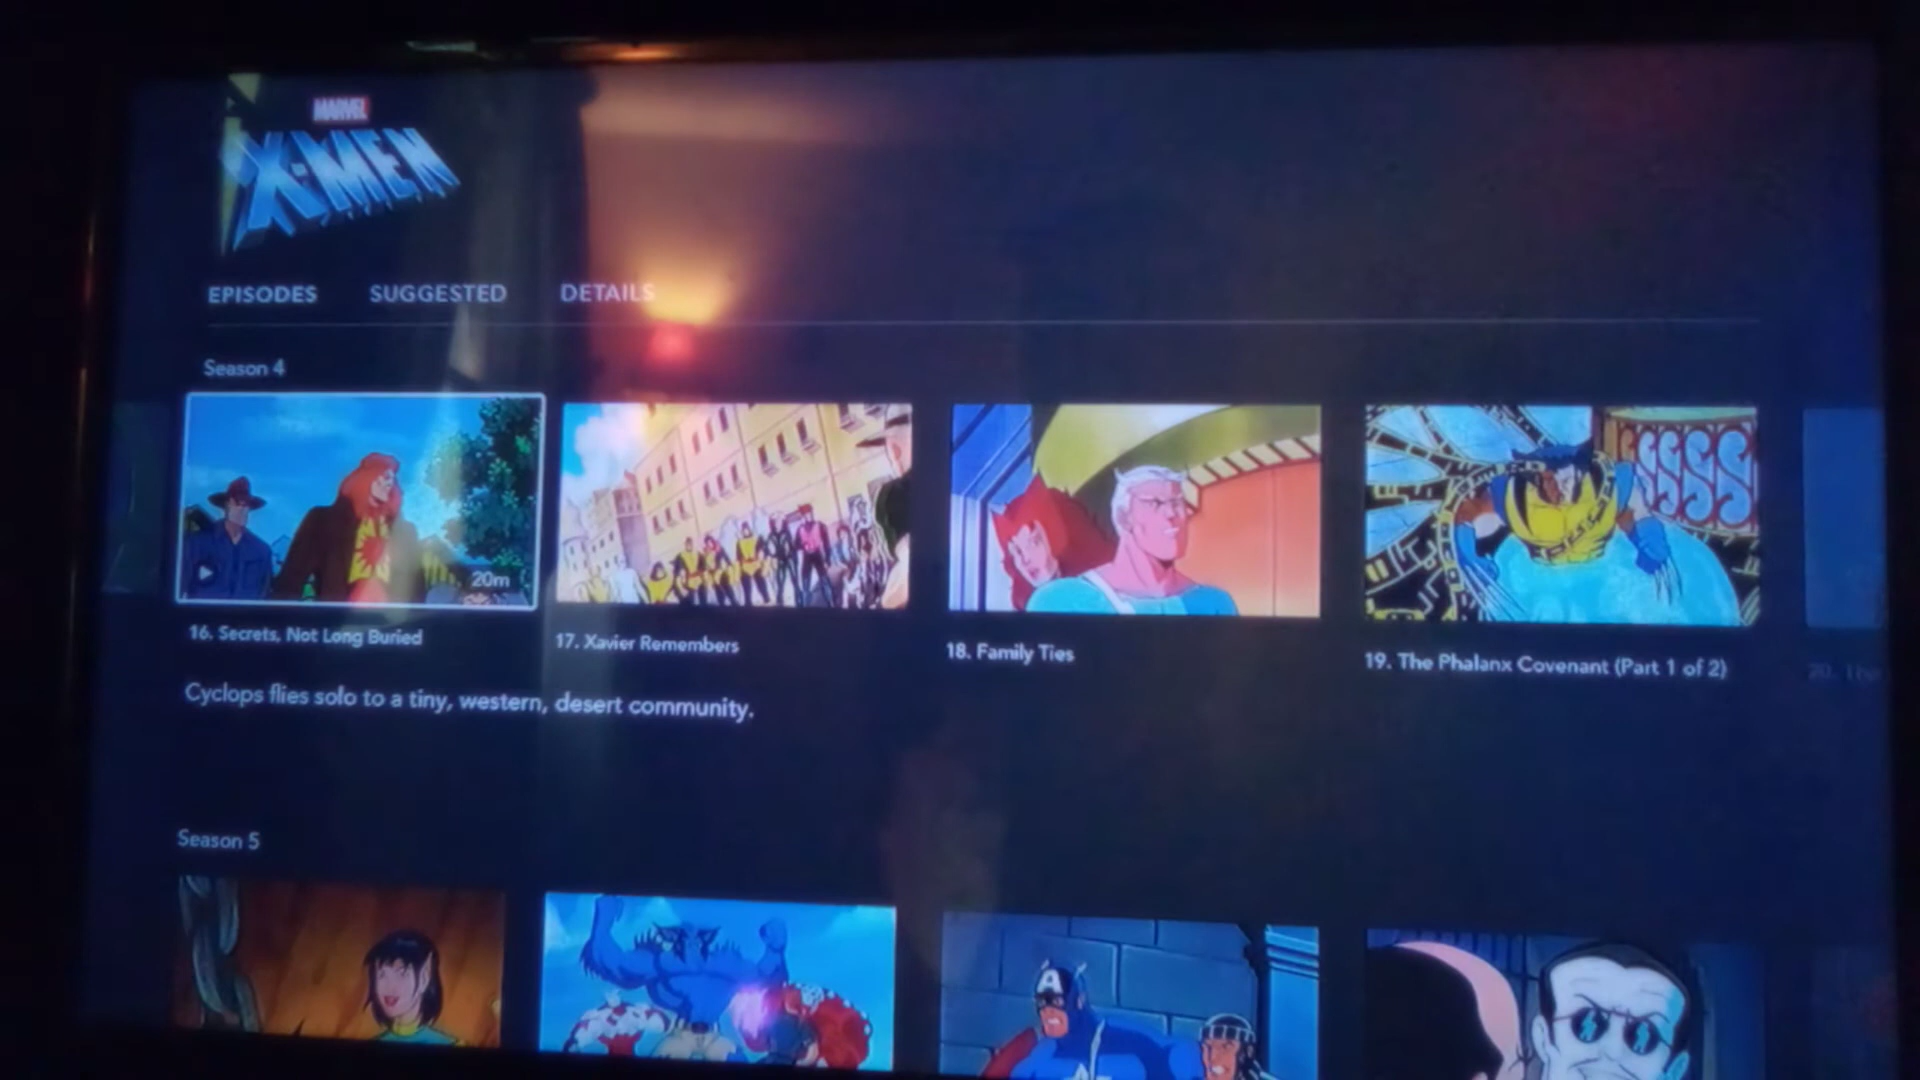 MARVEL
X-MEN
EPISODES SUGGESTED DETAILS
Season 4
20m
16. Secrets, Not Long Buried
17. Xavier Remembers
18. Family Ties
19. The Phalanx Covenant (Part 1 of 2)
Cyclops flies solo to a tiny, western, desert community.
Season 5
A